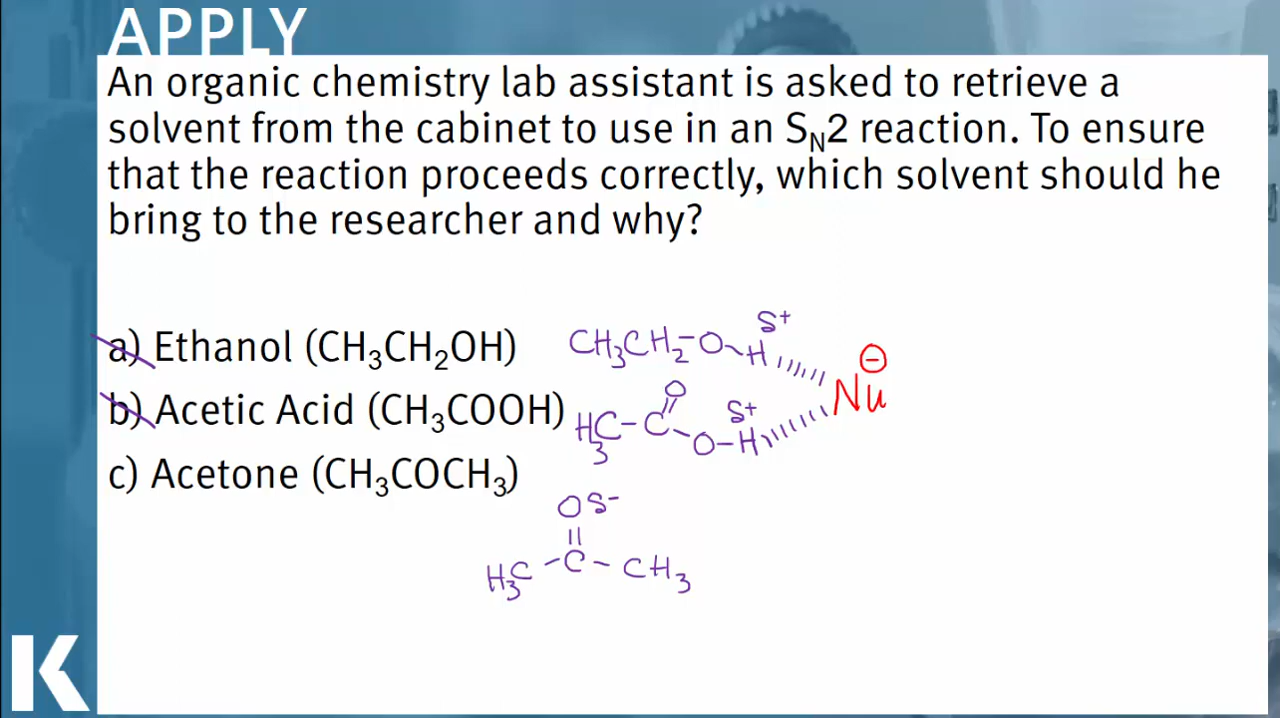 APPLY
An organic chemistry lab assistant is asked to retrieve a
solvent from the cabinet to use in an SN2 reaction. To ensure
that the reaction proceeds correctly, which solvent should he
bring to the researcher and why?
a) Ethanol (CH3CH2OH)
CH3CH2-O-H δ+
Nu ⊖
b) Acetic Acid (CH3COOH)
H3C-C-O-H δ+
O
c) Acetone (CH3COCH3)
O δ-
H3C-C-CH3
K